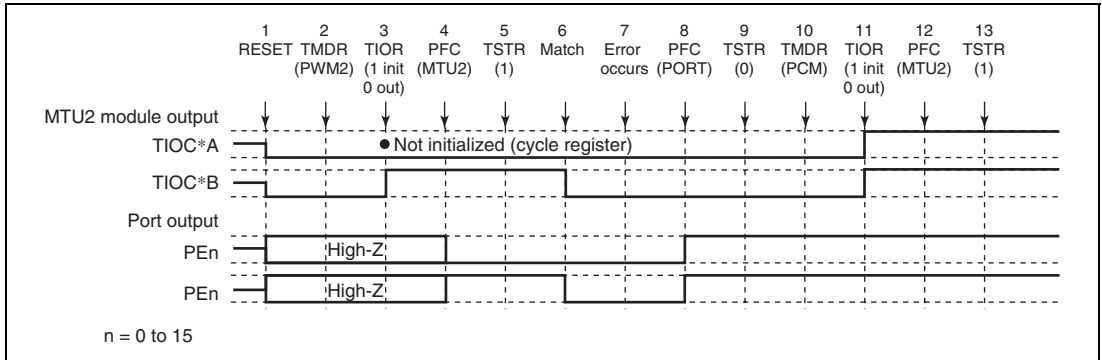 1 2 3 4 5 6 7 8 9 10 11 12 13
RESET TMDR TIOR PFC TSTR Match Error PFC TSTR TMDR TIOR PFC TSTR
(PWM2) (1 init (MTU2) (1) occurs (PORT) (0) (PCM) (1 init (MTU2) (1)
0 out) 0 out)
MTU2 module output
TIOC*A
● Not initialized (cycle register)
TIOC*B
Port output
PEn
High-Z
PEn
High-Z
n = 0 to 15